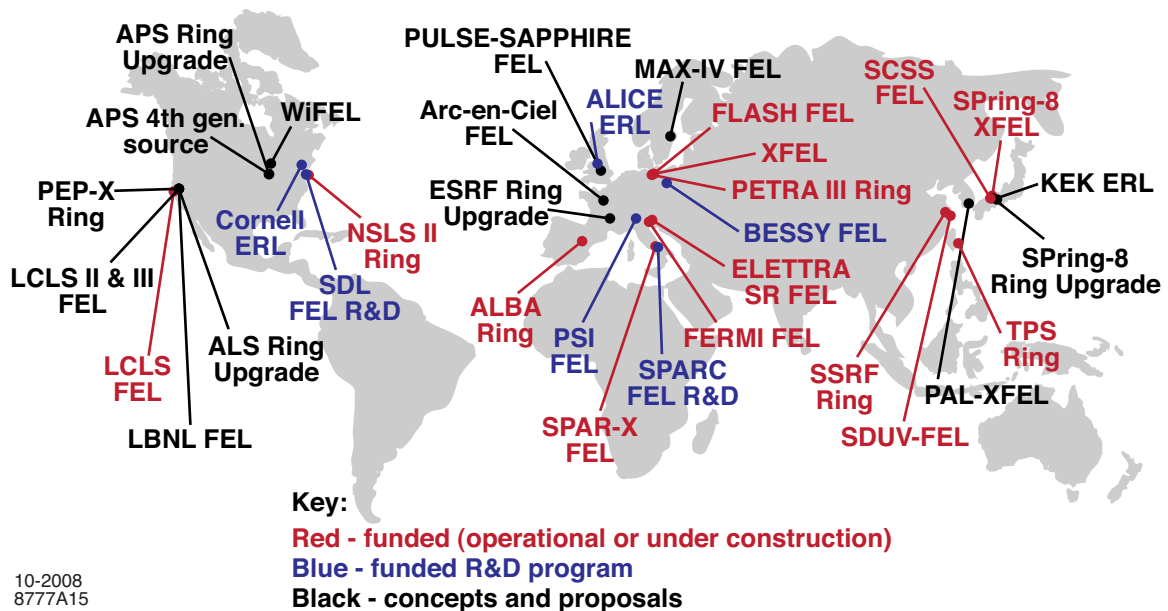 APS Ring
Upgrade
APS 4th gen.
source
WiFEL
PEP-X
Ring
LCLS II & III
FEL
LCLS
FEL
LBNL FEL
ALS Ring
Upgrade
Cornell
ERL
SDL
FEL R&D
NSLS II
Ring
PULSE-SAPPHIRE
FEL
ALICE
ERL
Arc-en-Ciel
FEL
ESRF Ring
Upgrade
MAX-IV FEL
FLASH FEL
XFEL
PETRA III Ring
BESSY FEL
ELETTRA
SR FEL
FERMI FEL
ALBA
Ring
PSI
FEL
SPARC
FEL R&D
SPAR-X
FEL
SCSS
FEL
SPring-8
XFEL
KEK ERL
SPring-8
Ring Upgrade
TPS
Ring
SSRF
Ring
PAL-XFEL
SDUV-FEL
Key:
Red - funded (operational or under construction)
Blue - funded R&D program
Black - concepts and proposals
10-2008
8777A15